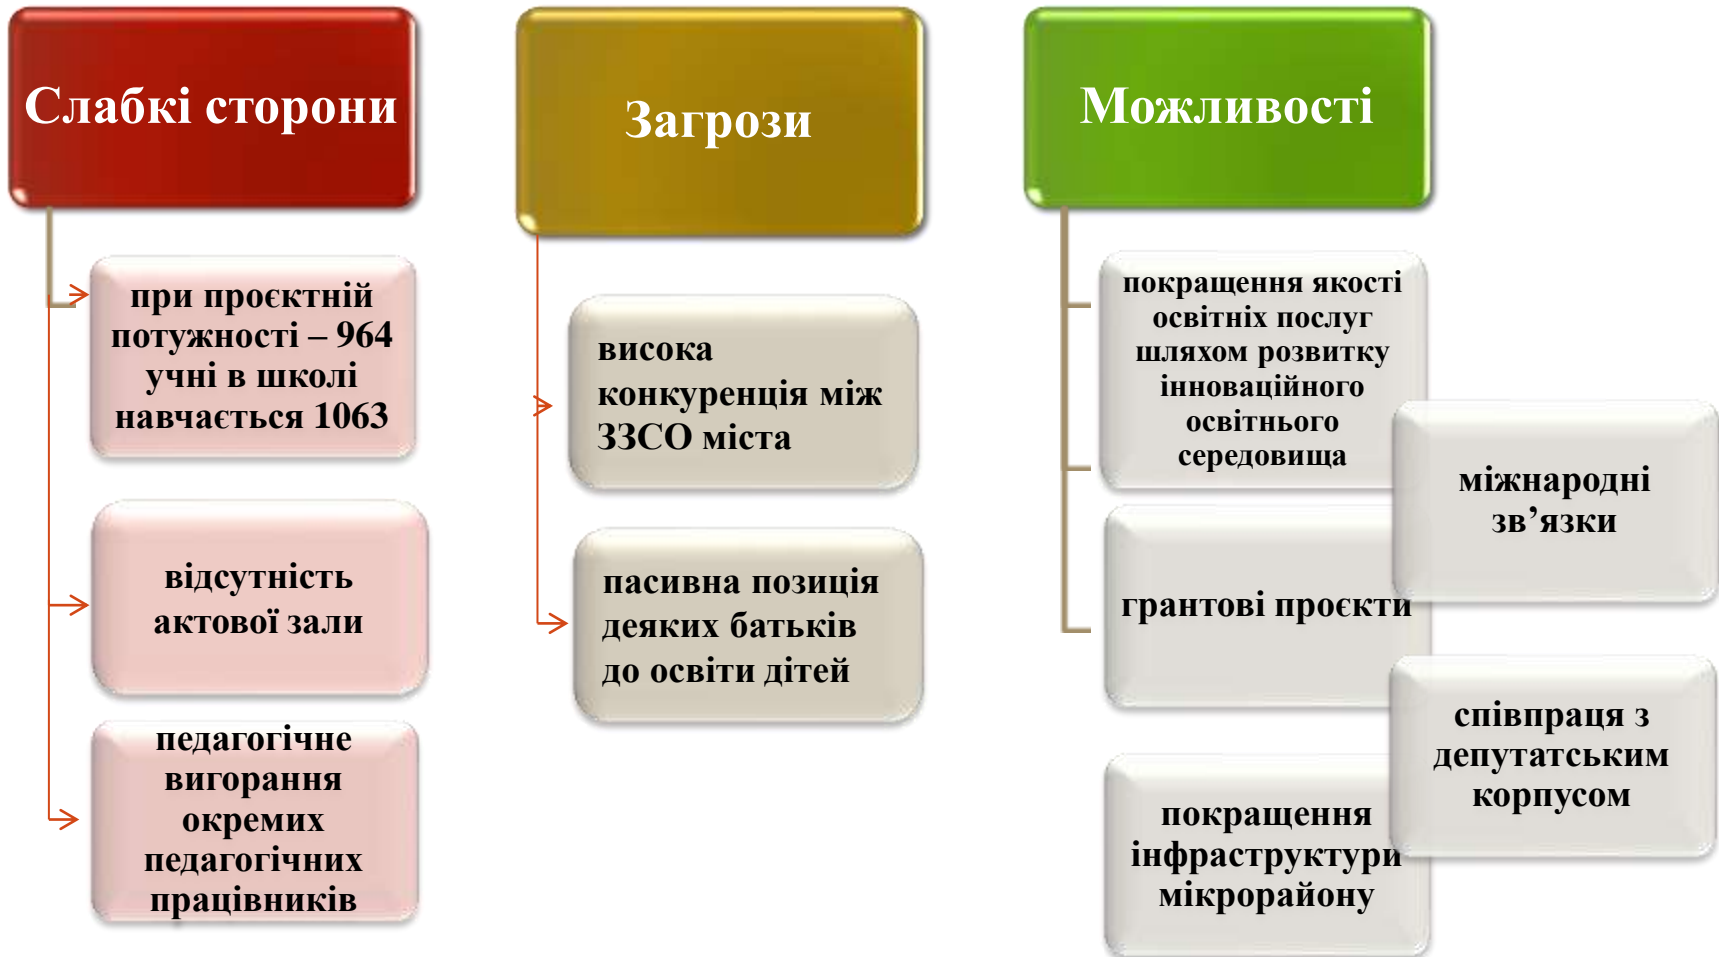 Слабкі сторони
при проєктній
потужності – 964
учні в школі
навчається 1063
відсутність
актової зали
педагогічне
вигорання
окремих
педагогічних
працівників
Загрози
висока
конкуренція між
ЗЗСО міста
пасивна позиція
деяких батьків
до освіти дітей
Можливості
покращення якості
освітніх послуг
шляхом розвитку
інноваційного
освітнього
середовища
міжнародні
зв’язки
грантові проєкти
співпраця з
депутатським
корпусом
покращення
інфраструктури
мікрорайону